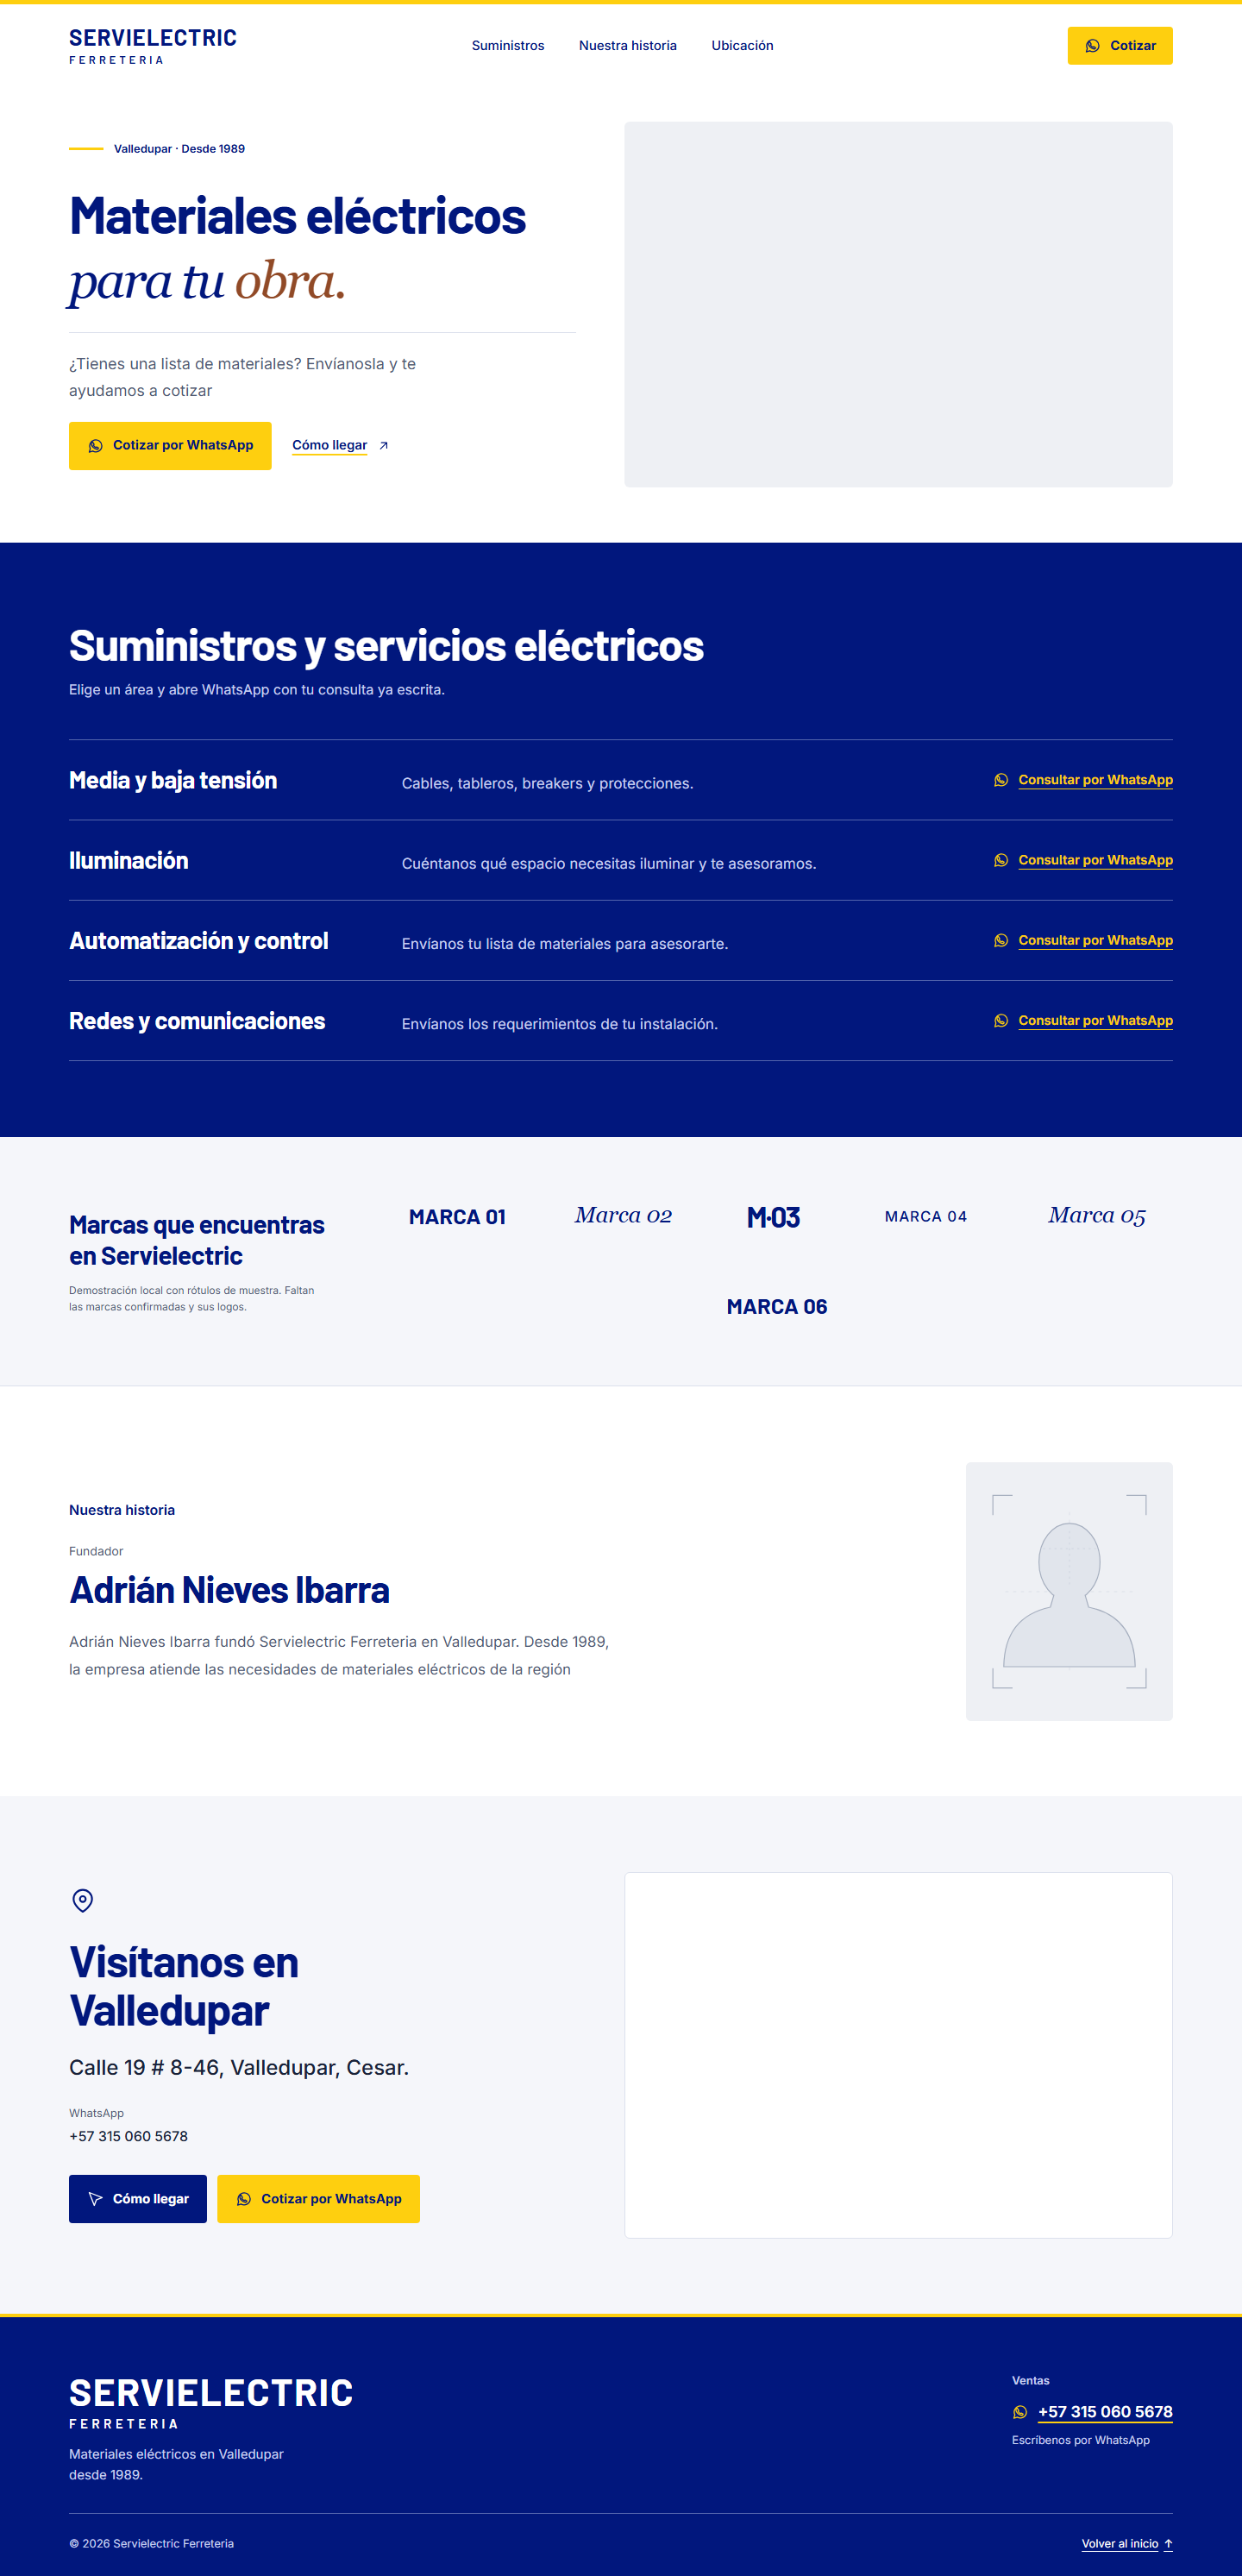 SERVIELECTRIC
FERRETERIA
Suministros
Nuestra historia
Ubicación
Cotizar
Valledupar · Desde 1989
Materiales eléctricos
para tu obra.
¿Tienes una lista de materiales? Envíanosla y te
ayudamos a cotizar
Cotizar por WhatsApp
Cómo llegar
Suministros y servicios eléctricos
Elige un área y abre WhatsApp con tu consulta ya escrita.
Media y baja tensión
Cables, tableros, breakers y protecciones.
Consultar por WhatsApp
Iluminación
Cuéntanos qué espacio necesitas iluminar y te asesoramos.
Consultar por WhatsApp
Automatización y control
Envíanos tu lista de materiales para asesorarte.
Consultar por WhatsApp
Redes y comunicaciones
Envíanos los requerimientos de tu instalación.
Consultar por WhatsApp
Marcas que encuentras
en Servielectric
Demostración local con rótulos de muestra. Faltan
las marcas confirmadas y sus logos.
MARCA 01
Marca 02
M·03
MARCA 04
Marca 05
MARCA 06
Nuestra historia
Fundador
Adrián Nieves Ibarra
Adrián Nieves Ibarra fundó Servielectric Ferreteria en Valledupar. Desde 1989,
la empresa atiende las necesidades de materiales eléctricos de la región
Visítanos en
Valledupar
Calle 19 # 8-46, Valledupar, Cesar.
WhatsApp
+57 315 060 5678
Cómo llegar
Cotizar por WhatsApp
SERVIELECTRIC
FERRETERIA
Materiales eléctricos en Valledupar
desde 1989.
Ventas
+57 315 060 5678
Escríbenos por WhatsApp
© 2026 Servielectric Ferreteria
Volver al inicio ↑